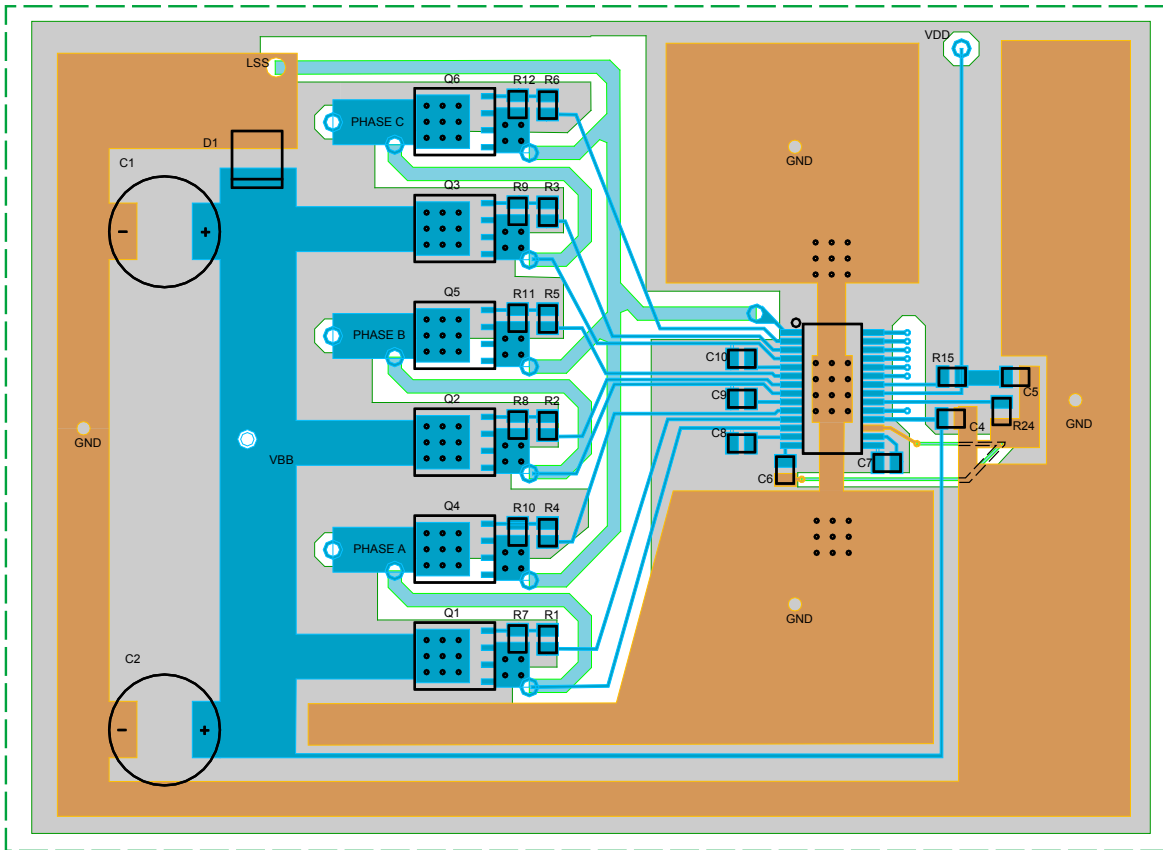 VDD
LSS
Q6
R12 R6
PHASE C
D1
C1
GND
GND
Q3
R9 R3
- +
Q5
R11 R5
PHASE B
C10
R15
C5
Q2
R8 R2
C9
C8
C4
R24
GND
GND
VBB
C7
C6
Q4
R10 R4
PHASE A
Q1
R7 R1
GND
C2
- +